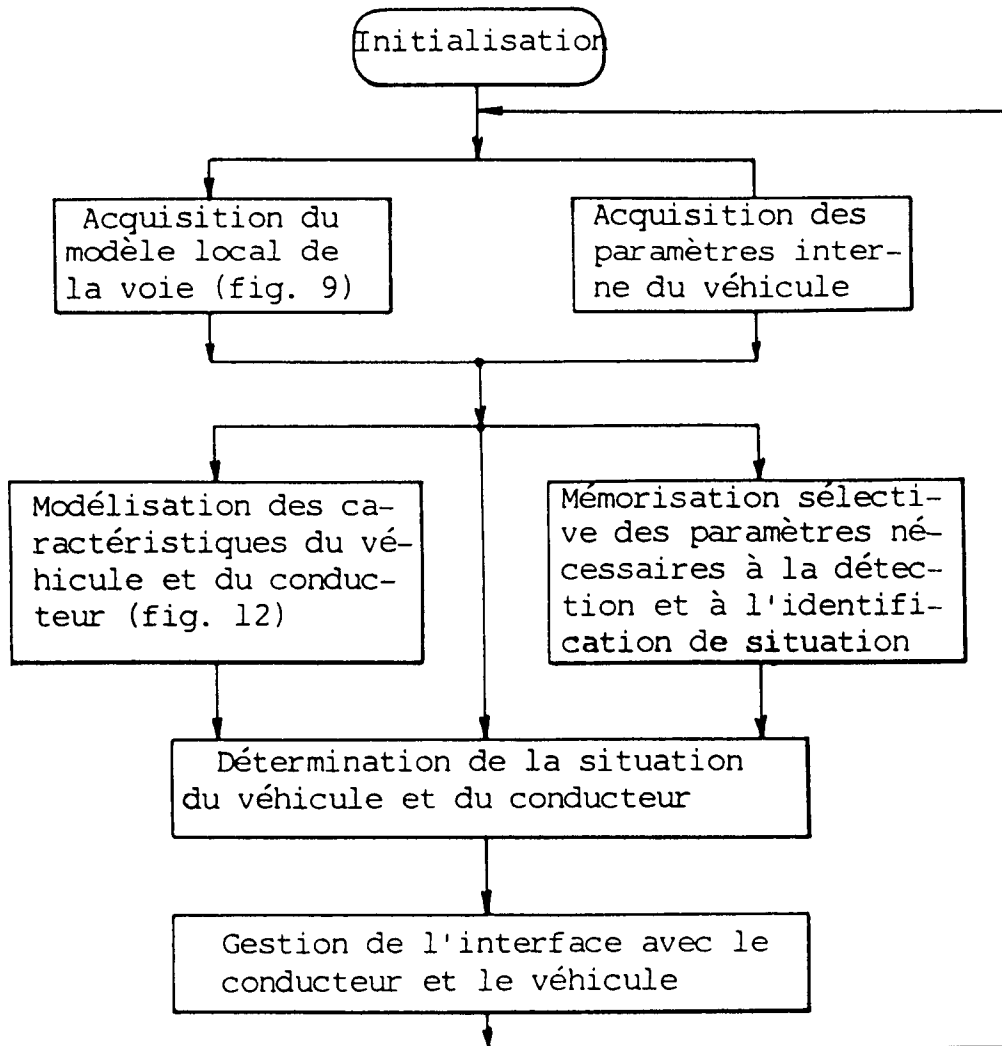 Initialisation
Acquisition du
modèle local de
la voie (fig. 9)
Acquisition des
paramètres inter-
ne du véhicule
Modélisation des ca-
ractéristiques du vé-
hicule et du conduc-
teur (fig. 12)
Mémorisation sélecti-
ve des paramètres né-
cessaires à la détec-
tion et à l'identifi-
cation de situation
Détermination de la situation
du véhicule et du conducteur
Gestion de l'interface avec le
conducteur et le véhicule